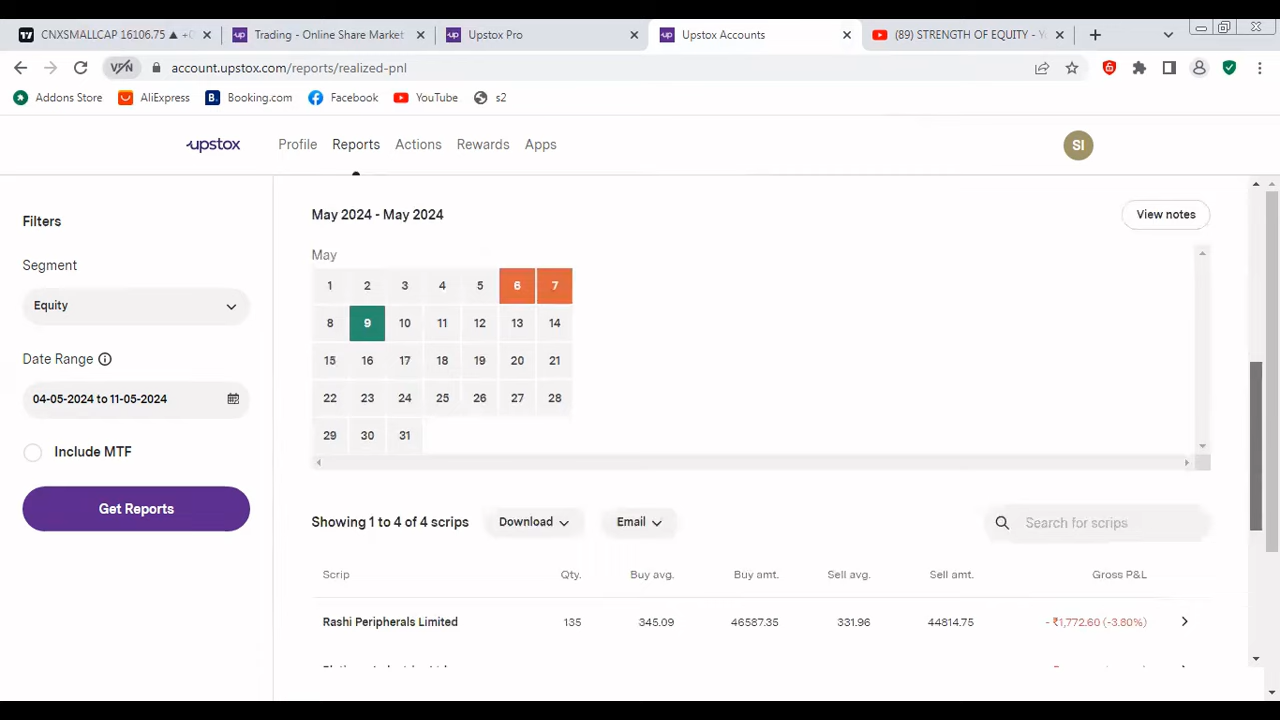 CNXSMALLCAP 16106.75 ▲ +0
Trading - Online Share Market
Upstox Pro
Upstox Accounts
(89) STRENGTH OF EQUITY - Y
VPN
account.upstox.com/reports/realized-pnl
Addons Store
AliExpress
B. Booking.com
Facebook
YouTube
s2
upstox
Profile
Reports
Actions
Rewards
Apps
SI
Filters
Segment
Equity
Date Range
04-05-2024 to 11-05-2024
Include MTF
Get Reports
May 2024 - May 2024
View notes
May
1 2 3 4 5 6 7
8 9 10 11 12 13 14
15 16 17 18 19 20 21
22 23 24 25 26 27 28
29 30 31
Showing 1 to 4 of 4 scrips
Download
Email
Search for scrips
Scrip Qty. Buy avg. Buy amt. Sell avg. Sell amt. Gross P&L
Rashi Peripherals Limited 135 345.09 46587.35 331.96 44814.75 - ₹1,772.60 (-3.80%)